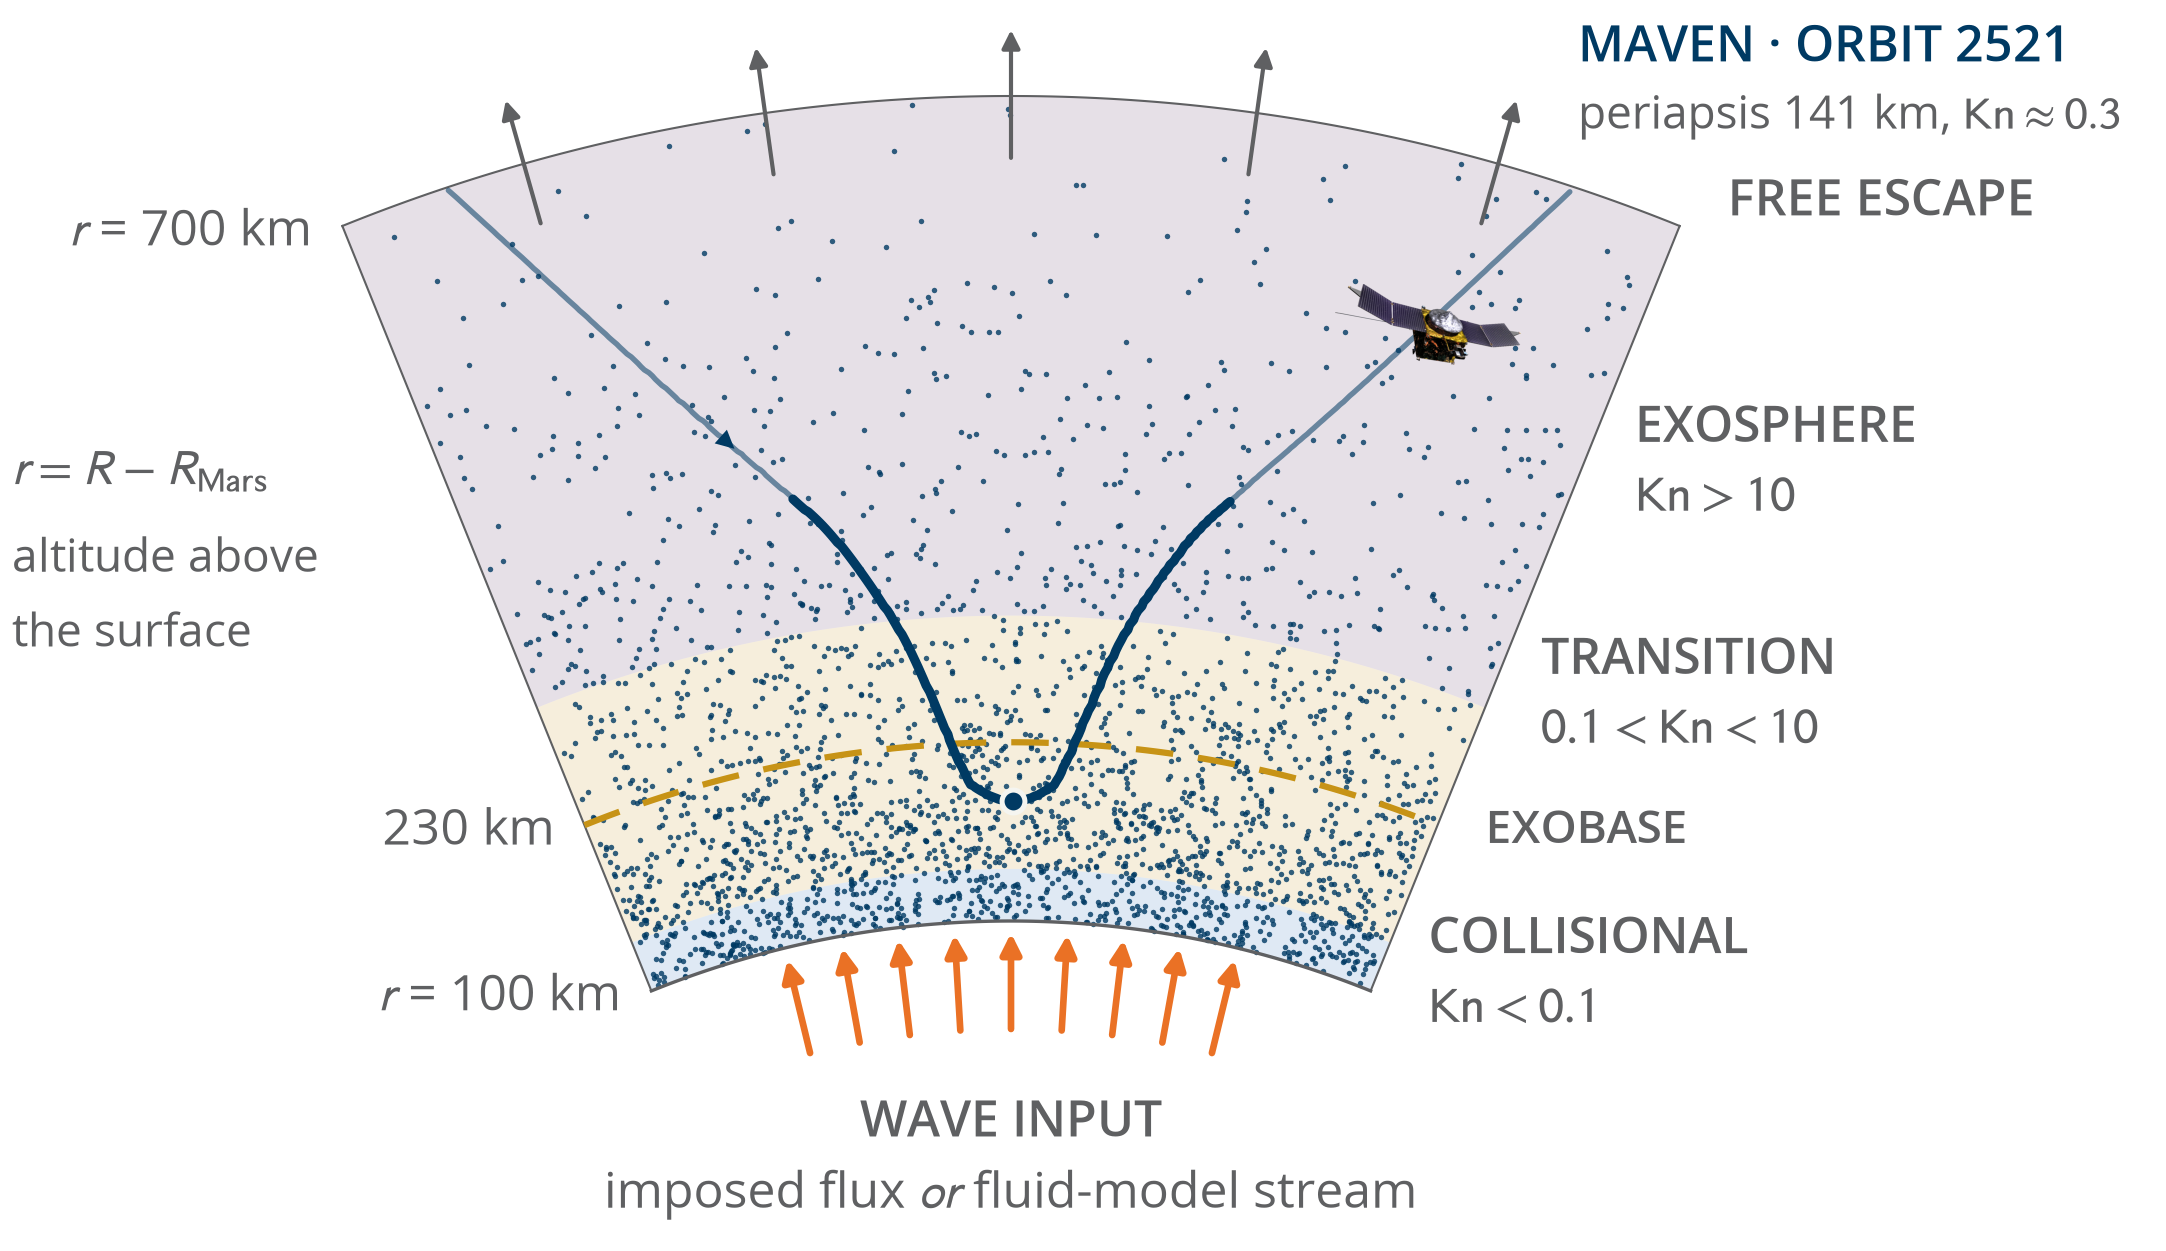 MAVEN · ORBIT 2521
periapsis 141 km, Kn ≈ 0.3
FREE ESCAPE
r = 700 km
EXOSPHERE
Kn > 10
r = R − R_Mars
altitude above
the surface
TRANSITION
0.1 < Kn < 10
230 km
EXOBASE
COLLISIONAL
Kn < 0.1
r = 100 km
WAVE INPUT
imposed flux or fluid-model stream